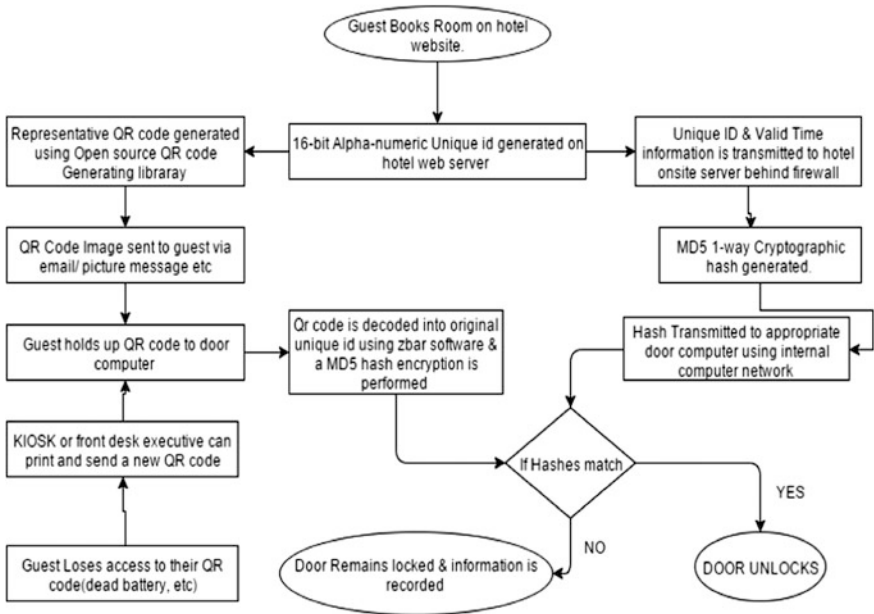 Guest Books Room on hotel
website.
Representative QR code generated
using Open source QR code
Generating libraray
16-bit Alpha-numeric Unique id generated on
hotel web server
Unique ID & Valid Time
information is transmitted to hotel
onsite server behind firewall
QR Code Image sent to guest via
email/ picture message etc
MD5 1-way Cryptographic
hash generated.
Guest holds up QR code to door
computer
Qr code is decoded into original
unique id using zbar software &
a MD5 hash encryption is
performed
Hash Transmitted to appropriate
door computer using internal
computer network
KIOSK or front desk executive can
print and send a new QR code
If Hashes match
YES
NO
Guest Loses access to their QR
code(dead battery, etc)
Door Remains locked & information is
recorded
DOOR UNLOCKS